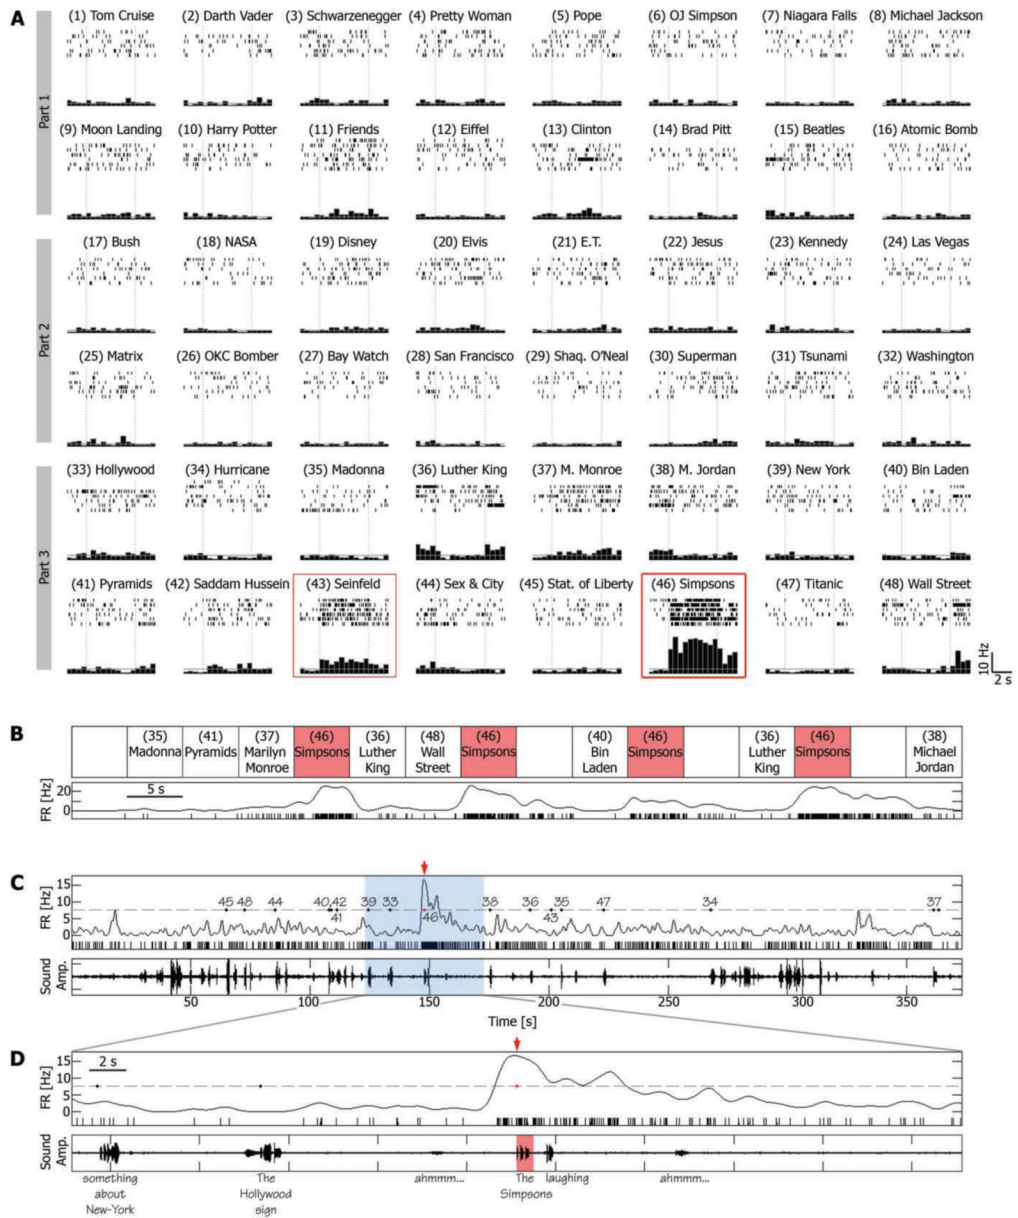 A
Part 1
(1) Tom Cruise (2) Darth Vader (3) Schwarzenegger (4) Pretty Woman (5) Pope (6) OJ Simpson (7) Niagara Falls (8) Michael Jackson
(9) Moon Landing (10) Harry Potter (11) Friends (12) Eiffel (13) Clinton (14) Brad Pitt (15) Beatles (16) Atomic Bomb
Part 2
(17) Bush (18) NASA (19) Disney (20) Elvis (21) E.T. (22) Jesus (23) Kennedy (24) Las Vegas
(25) Matrix (26) OKC Bomber (27) Bay Watch (28) San Francisco (29) Shaq. O'Neal (30) Superman (31) Tsunami (32) Washington
Part 3
(33) Hollywood (34) Hurricane (35) Madonna (36) Luther King (37) M. Monroe (38) M. Jordan (39) New York (40) Bin Laden
(41) Pyramids (42) Saddam Hussein (43) Seinfeld (44) Sex & City (45) Stat. of Liberty (46) Simpsons (47) Titanic (48) Wall Street
10 Hz
2 s
B
(35) (41) (37) (46) (36) (48) (46) (40) (46) (36) (46) (38)
Madonna Pyramids Marilyn Simpsons Luther Wall Simpsons Bin Simpsons Luther Simpsons Michael
Monroe King Street Laden King Jordan
FR [Hz]
20
0
5 s
C
FR [Hz]
15
10
5
0
45 48 44 40 42 39 33 38 36 35 47 34 37
41 46 43
Sound
Amp.
50 100 150 200 250 300 350
Time [s]
D
2 s
FR [Hz]
15
10
5
0
Sound
Amp.
something The ahmmm... The laughing ahmmm...
about Hollywood Simpsons
New-York sign